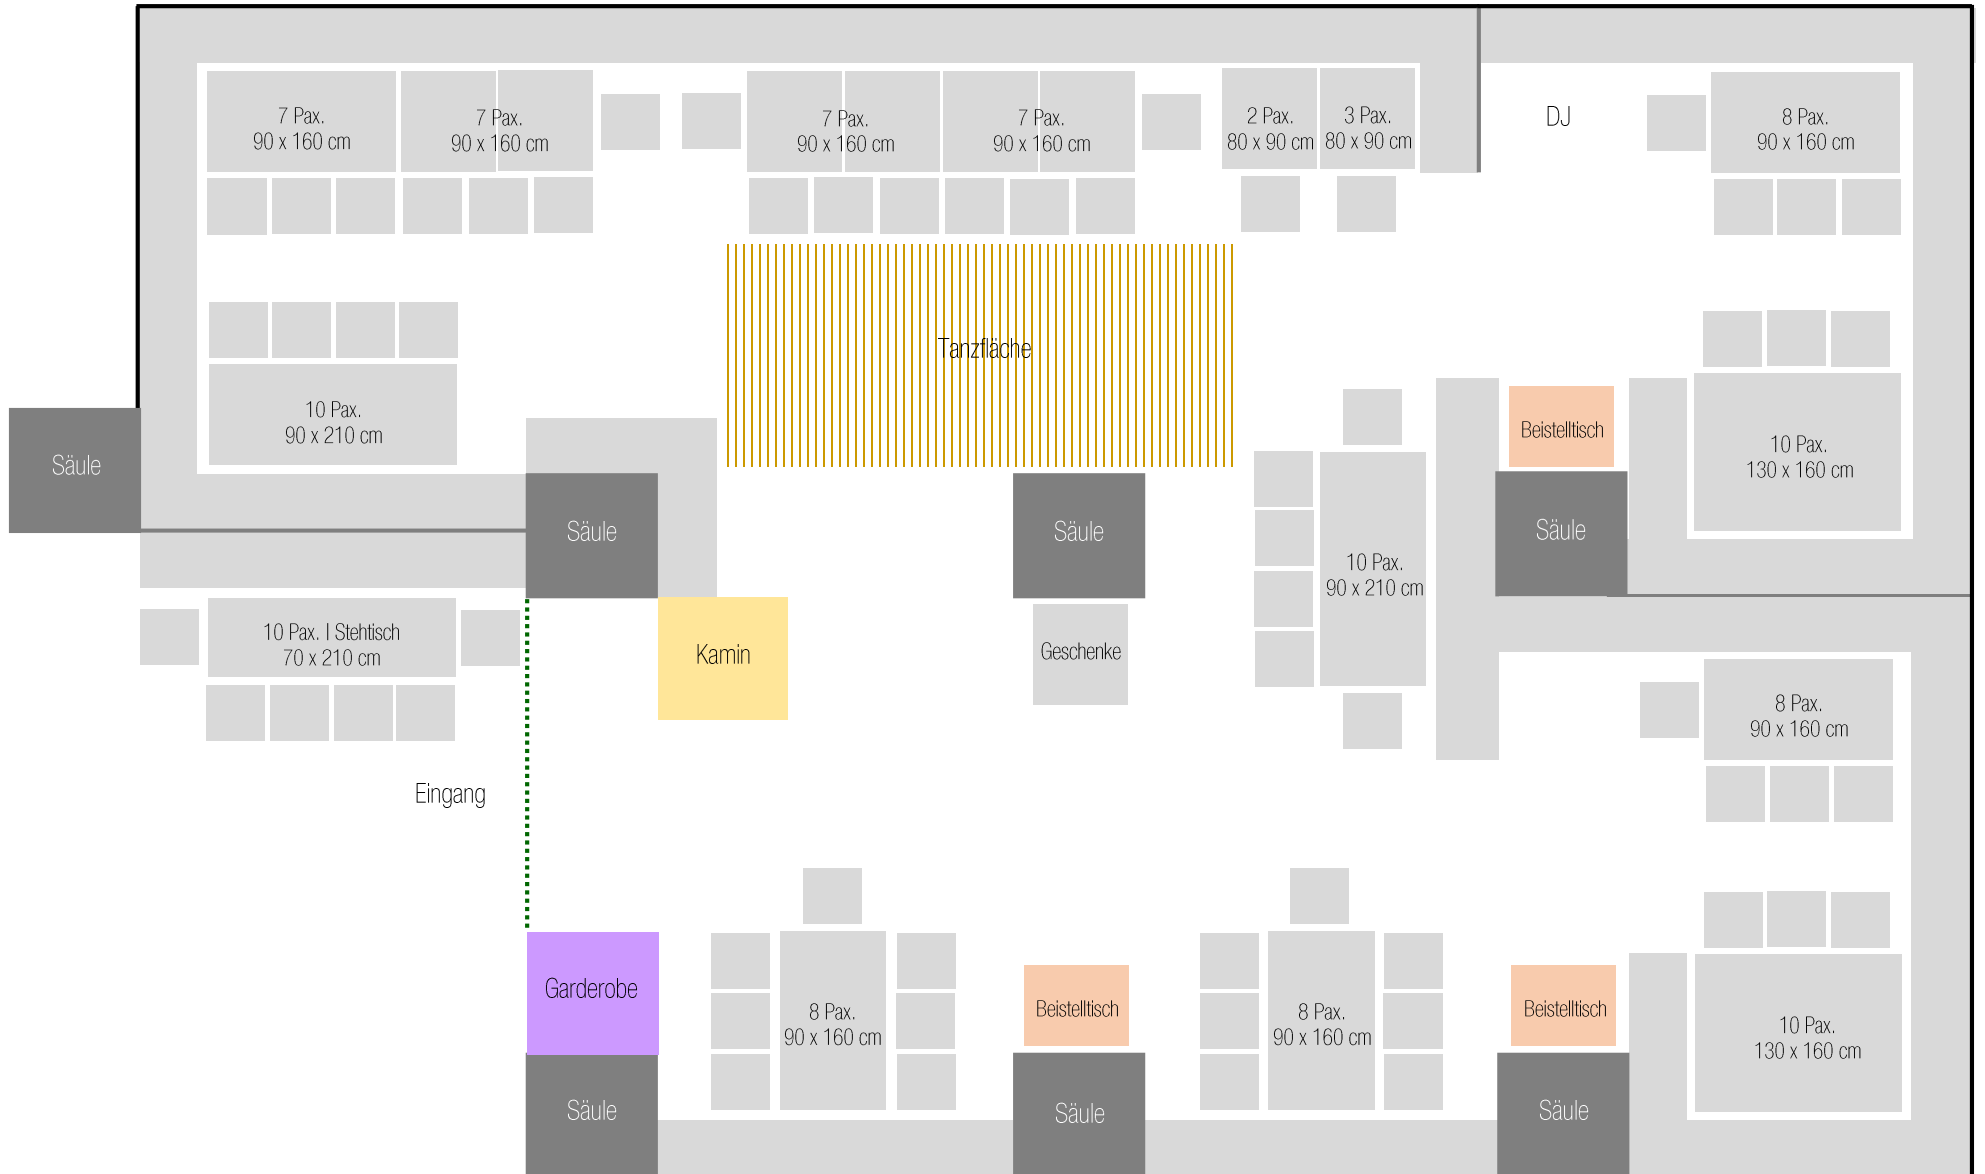 7 Pax.
90 x 160 cm
7 Pax.
90 x 160 cm
7 Pax.
90 x 160 cm
7 Pax.
90 x 160 cm
2 Pax.
80 x 90 cm
3 Pax.
80 x 90 cm
DJ
8 Pax.
90 x 160 cm
Tanzfläche
10 Pax.
90 x 210 cm
Säule
Beistelltisch
10 Pax.
130 x 160 cm
Säule
Säule
Säule
10 Pax.
90 x 210 cm
10 Pax. I Stehtisch
70 x 210 cm
Kamin
Geschenke
8 Pax.
90 x 160 cm
Eingang
Garderobe
8 Pax.
90 x 160 cm
Beistelltisch
8 Pax.
90 x 160 cm
Beistelltisch
10 Pax.
130 x 160 cm
Säule
Säule
Säule